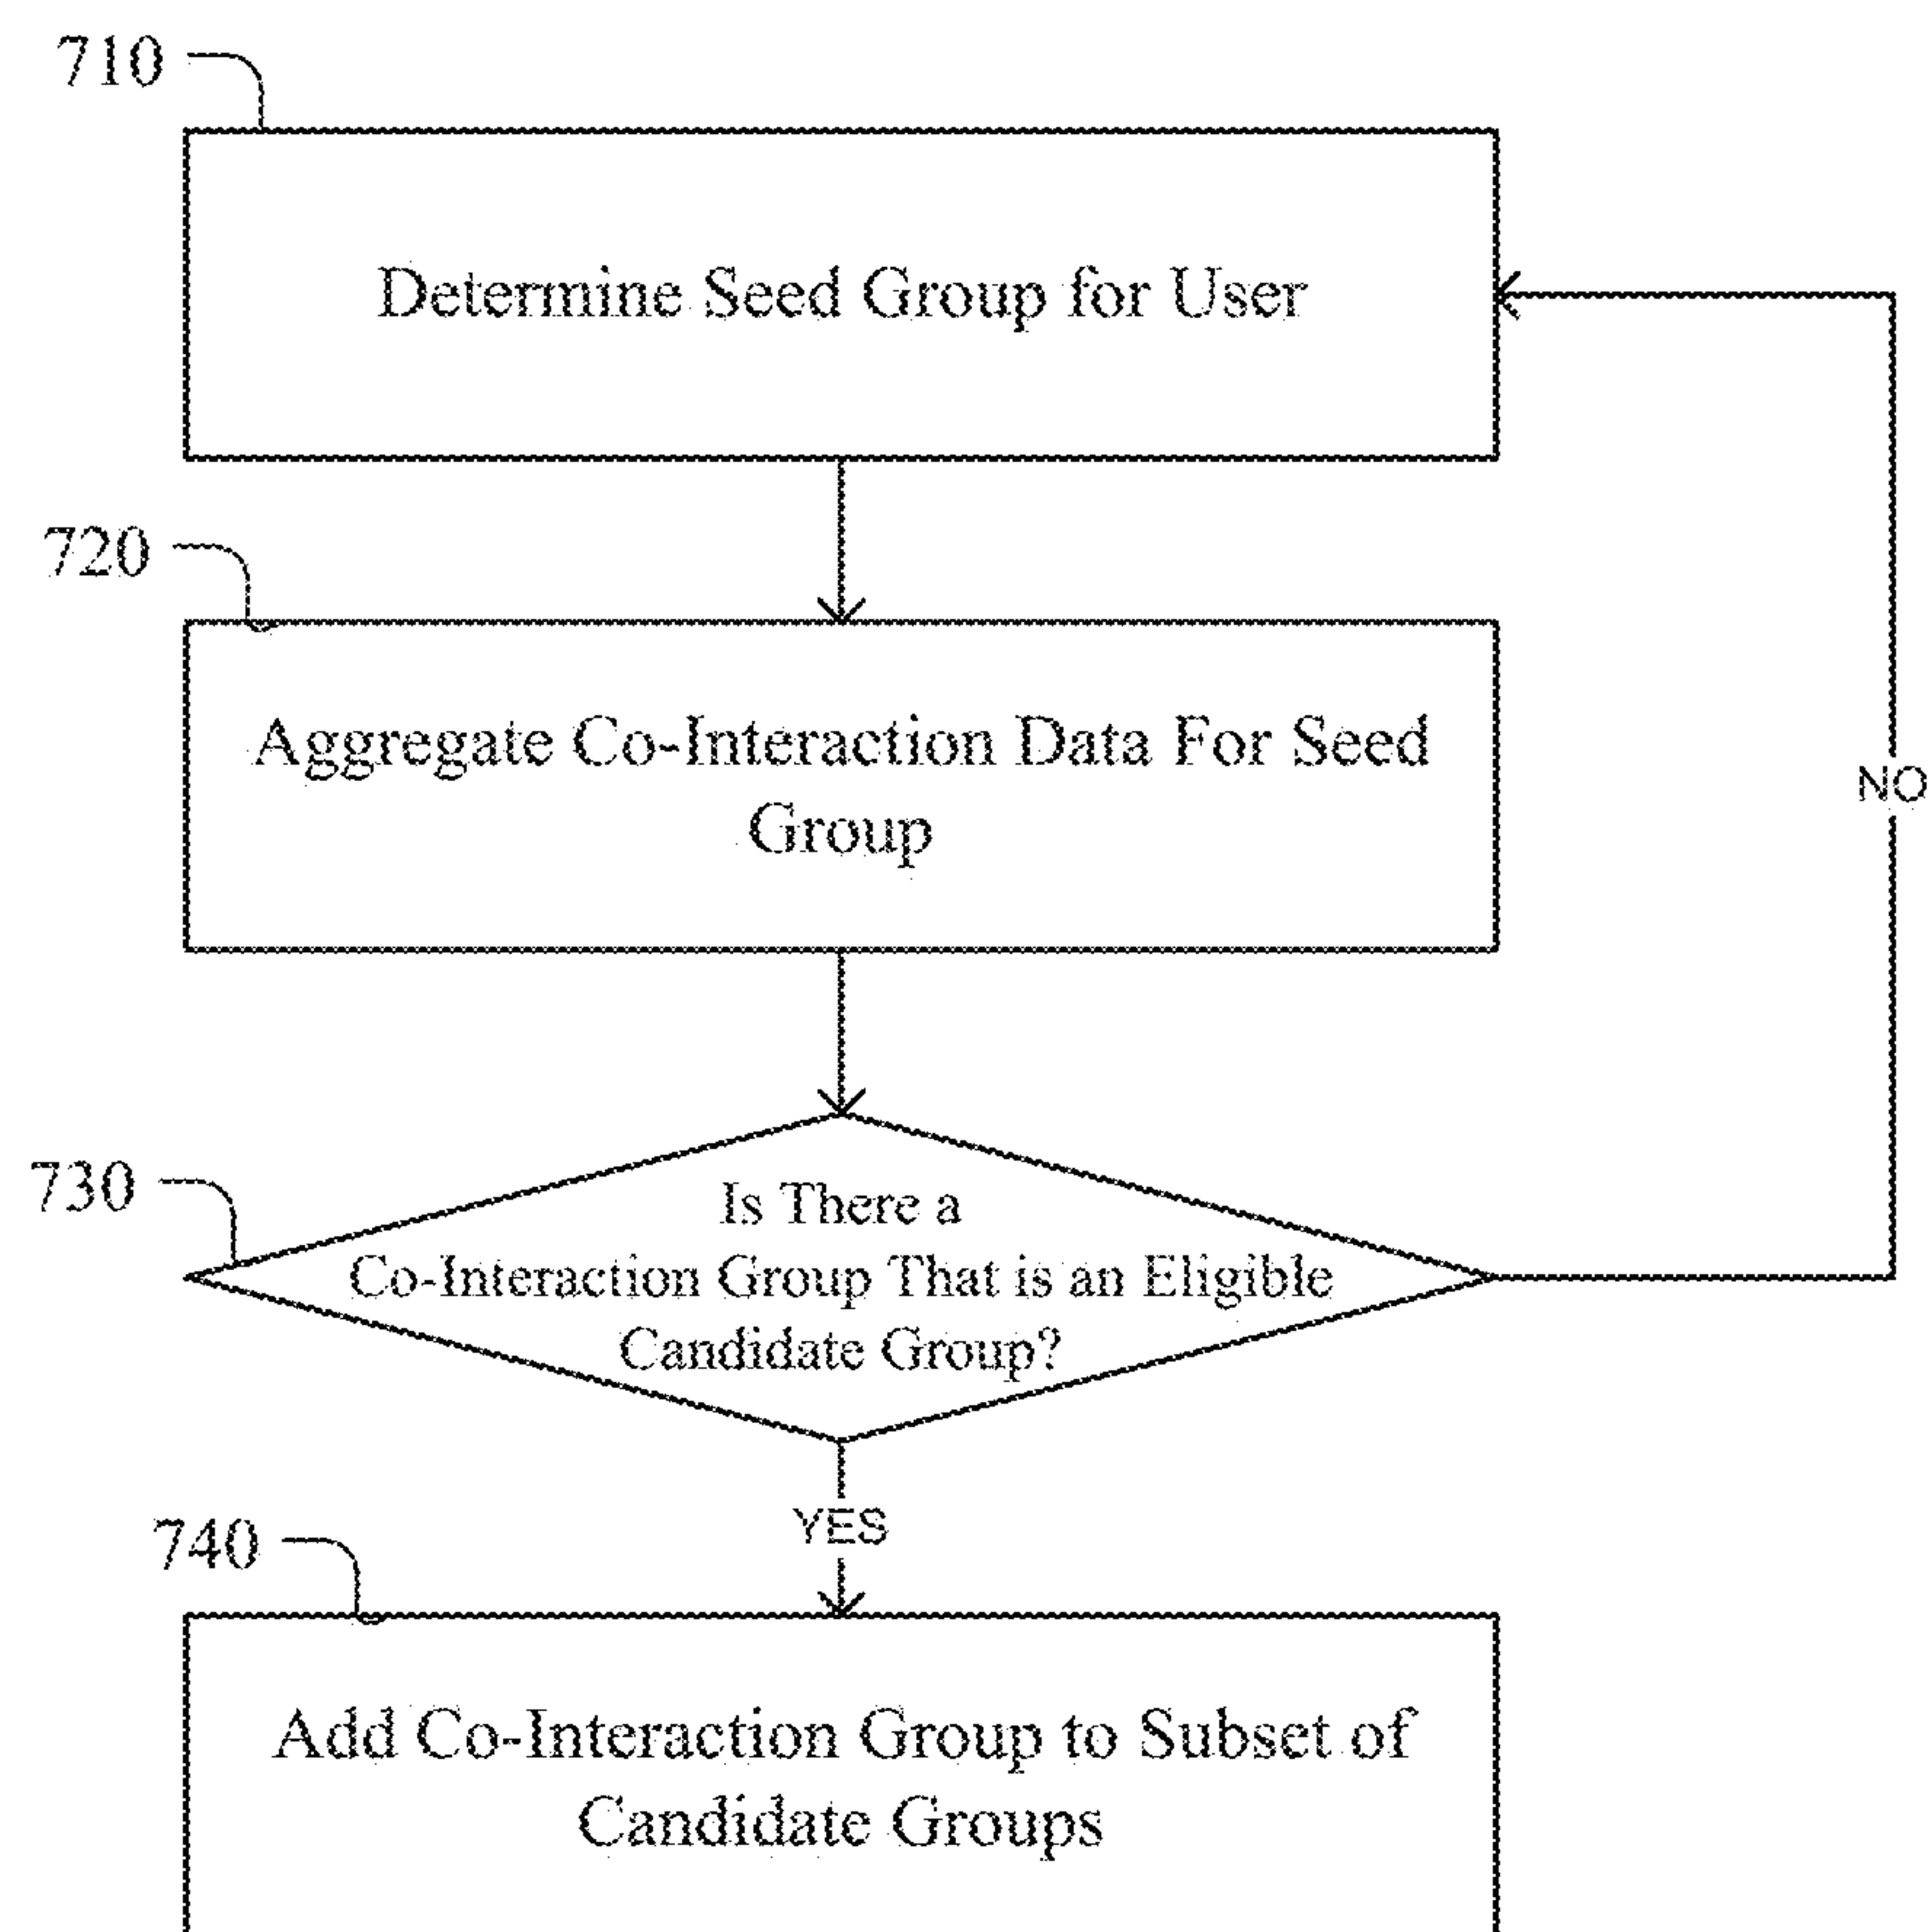 710
Determine Seed Group for User
720
Aggregate Co-Interaction Data For Seed
Group
NO
730
Is There a
Co-Interaction Group That is an Eligible
Candidate Group?
YES
740
Add Co-Interaction Group to Subset of
Candidate Groups